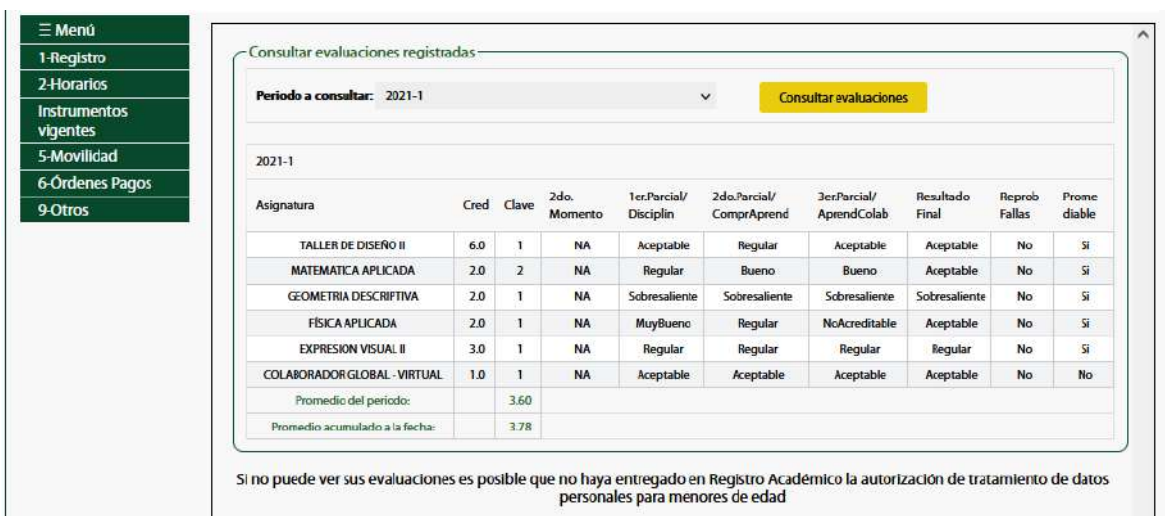 ☰ Menú
1-Registro
2-Horarios
Instrumentos
vigentes
5-Movilidad
6-Órdenes Pagos
9-Otros
Consultar evaluaciones registradas
Periodo a consultar: 2021-1 Consultar evaluaciones
2021-1
Asignatura Cred Clave 2do. Momento 1er.Parcial/ Disciplin 2do.Parcial/ ComprAprend 3er.Parcial/ AprendColab Resultado Final Reprob Fallas Prome diable
TALLER DE DISEÑO II 6.0 1 NA Aceptable Regular Aceptable Aceptable No Si
MATEMATICA APLICADA 2.0 2 NA Regular Bueno Bueno Aceptable No Si
GEOMETRIA DESCRIPTIVA 2.0 1 NA Sobresaliente Sobresaliente Sobresaliente Sobresaliente No Si
FÍSICA APLICADA 2.0 1 NA MuyBueno Regular NoAcreditable Aceptable No Si
EXPRESION VISUAL II 3.0 1 NA Regular Regular Regular Regular No Si
COLABORADOR GLOBAL - VIRTUAL 1.0 1 NA Aceptable Aceptable Aceptable Aceptable No No
Promedio del periodo: 3.60
Promedio acumulado a la fecha: 3.78
Si no puede ver sus evaluaciones es posible que no haya entregado en Registro Académico la autorización de tratamiento de datos
personales para menores de edad